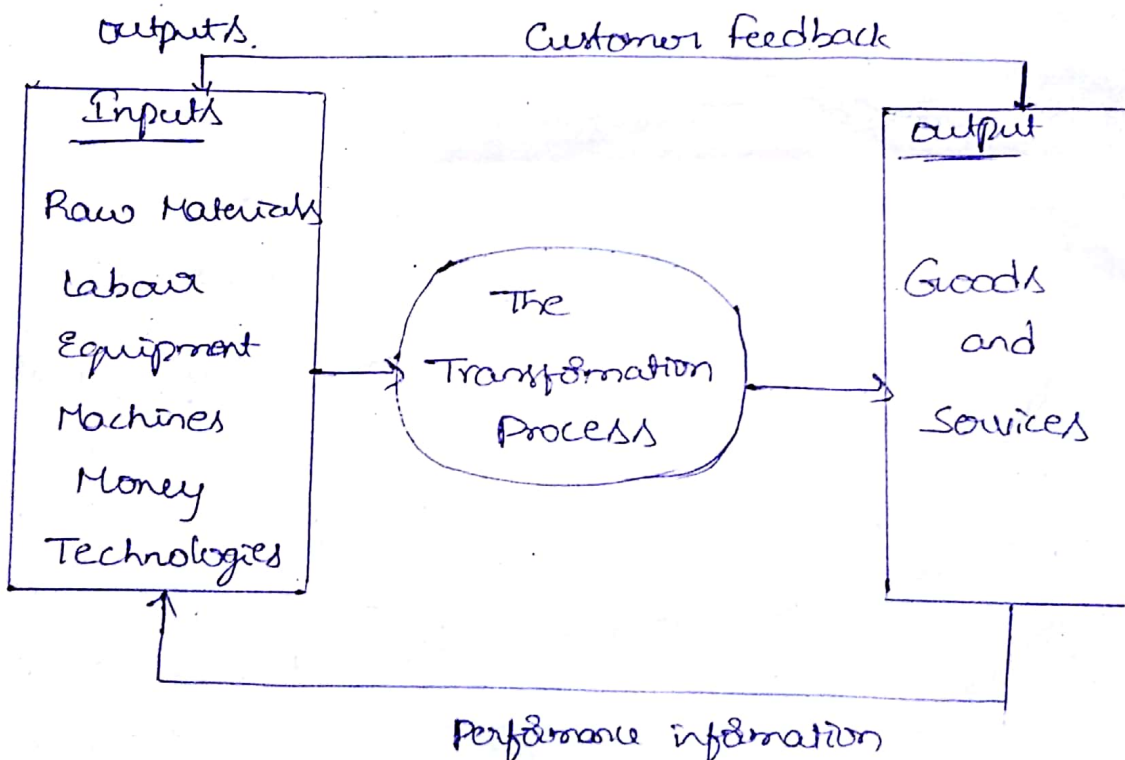 outputs.
Customer feedback
Inputs
Raw Materials
Labour
Equipment
Machines
Money
Technologies
The
Transformation
Process
output
Goods
and
Services
Performance information